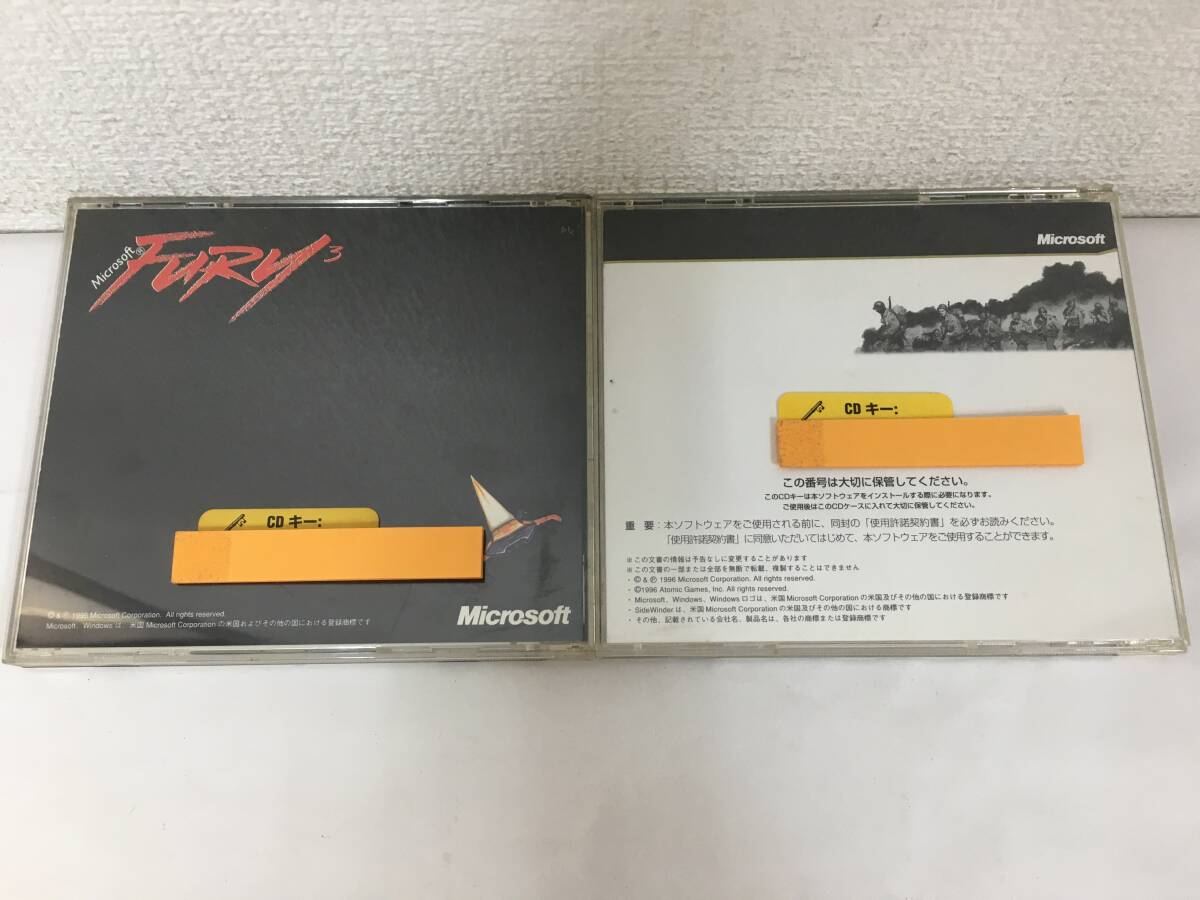 Microsoft®
FURY3
CD キー:
© & ℗ 1996 Microsoft Corporation. All rights reserved.
Microsoft、Windows は、米国 Microsoft Corporation の米国およびその他の国における登録商標です
Microsoft
Microsoft
CD キー:
この番号は大切に保管してください。
このCDキーは本ソフトウェアをインストールする際に必要になります。
ご使用後はこのCDケースに入れて大切に保管してください。
重 要：本ソフトウェアをご使用される前に、同封の「使用許諾契約書」を必ずお読みください。
「使用許諾契約書」に同意いただいてはじめて、本ソフトウェアをご使用することができます。
※この文書の情報は予告なしに変更することがあります
※この文書の一部または全部を無断で転載、複製することはできません
・© & ℗ 1996 Microsoft Corporation. All rights reserved.
・©1996 Atomic Games, Inc. All rights reserved.
・Microsoft、Windows、Windows ロゴは、米国 Microsoft Corporation の米国及びその他の国における登録商標です
・SideWinder は、米国 Microsoft Corporation の米国及びその他の国における商標です
・その他、記載されている会社名、製品名は、各社の商標または登録商標です